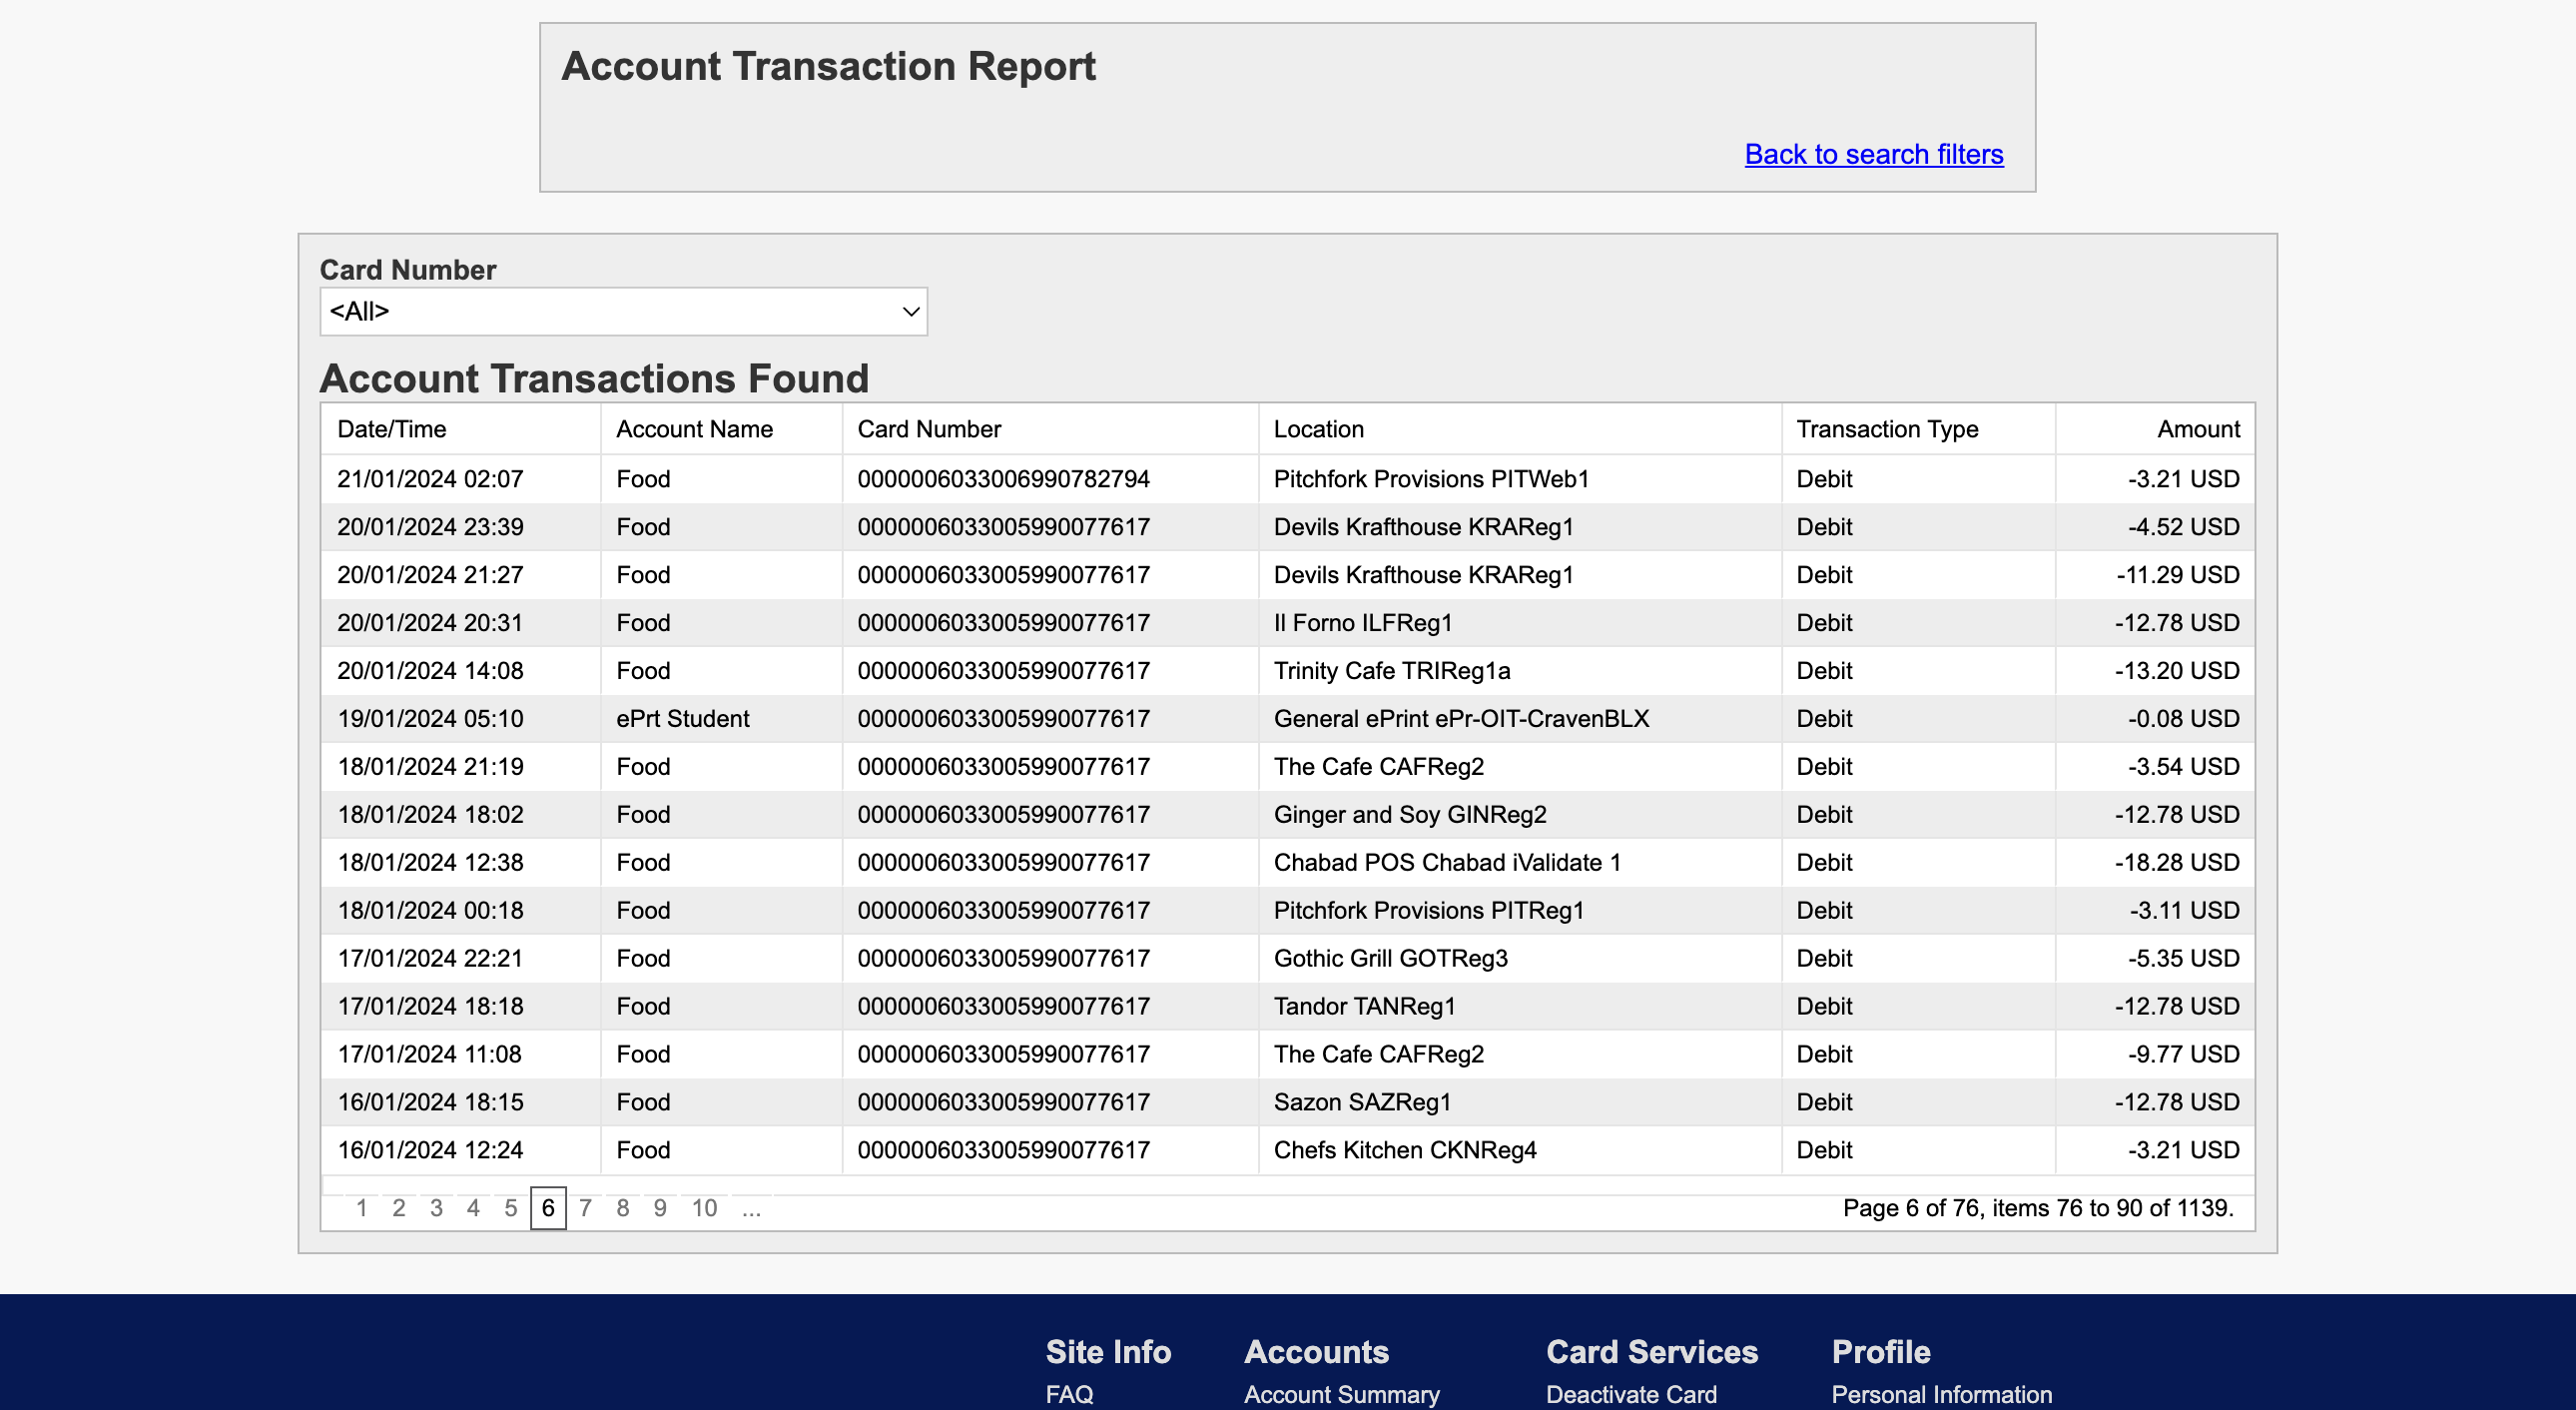 Account Transaction Report
Back to search filters
Card Number
<All>
Account Transactions Found
Date/Time Account Name Card Number Location Transaction Type Amount
21/01/2024 02:07 Food 0000006033006990782794 Pitchfork Provisions PITWeb1 Debit -3.21 USD
20/01/2024 23:39 Food 0000006033005990077617 Devils Krafthouse KRAReg1 Debit -4.52 USD
20/01/2024 21:27 Food 0000006033005990077617 Devils Krafthouse KRAReg1 Debit -11.29 USD
20/01/2024 20:31 Food 0000006033005990077617 Il Forno ILFReg1 Debit -12.78 USD
20/01/2024 14:08 Food 0000006033005990077617 Trinity Cafe TRIReg1a Debit -13.20 USD
19/01/2024 05:10 ePrt Student 0000006033005990077617 General ePrint ePr-OIT-CravenBLX Debit -0.08 USD
18/01/2024 21:19 Food 0000006033005990077617 The Cafe CAFReg2 Debit -3.54 USD
18/01/2024 18:02 Food 0000006033005990077617 Ginger and Soy GINReg2 Debit -12.78 USD
18/01/2024 12:38 Food 0000006033005990077617 Chabad POS Chabad iValidate 1 Debit -18.28 USD
18/01/2024 00:18 Food 0000006033005990077617 Pitchfork Provisions PITReg1 Debit -3.11 USD
17/01/2024 22:21 Food 0000006033005990077617 Gothic Grill GOTReg3 Debit -5.35 USD
17/01/2024 18:18 Food 0000006033005990077617 Tandor TANReg1 Debit -12.78 USD
17/01/2024 11:08 Food 0000006033005990077617 The Cafe CAFReg2 Debit -9.77 USD
16/01/2024 18:15 Food 0000006033005990077617 Sazon SAZReg1 Debit -12.78 USD
16/01/2024 12:24 Food 0000006033005990077617 Chefs Kitchen CKNReg4 Debit -3.21 USD
1 2 3 4 5 6 7 8 9 10 ... Page 6 of 76, items 76 to 90 of 1139.
Site Info Accounts Card Services Profile
FAQ Account Summary Deactivate Card Personal Information